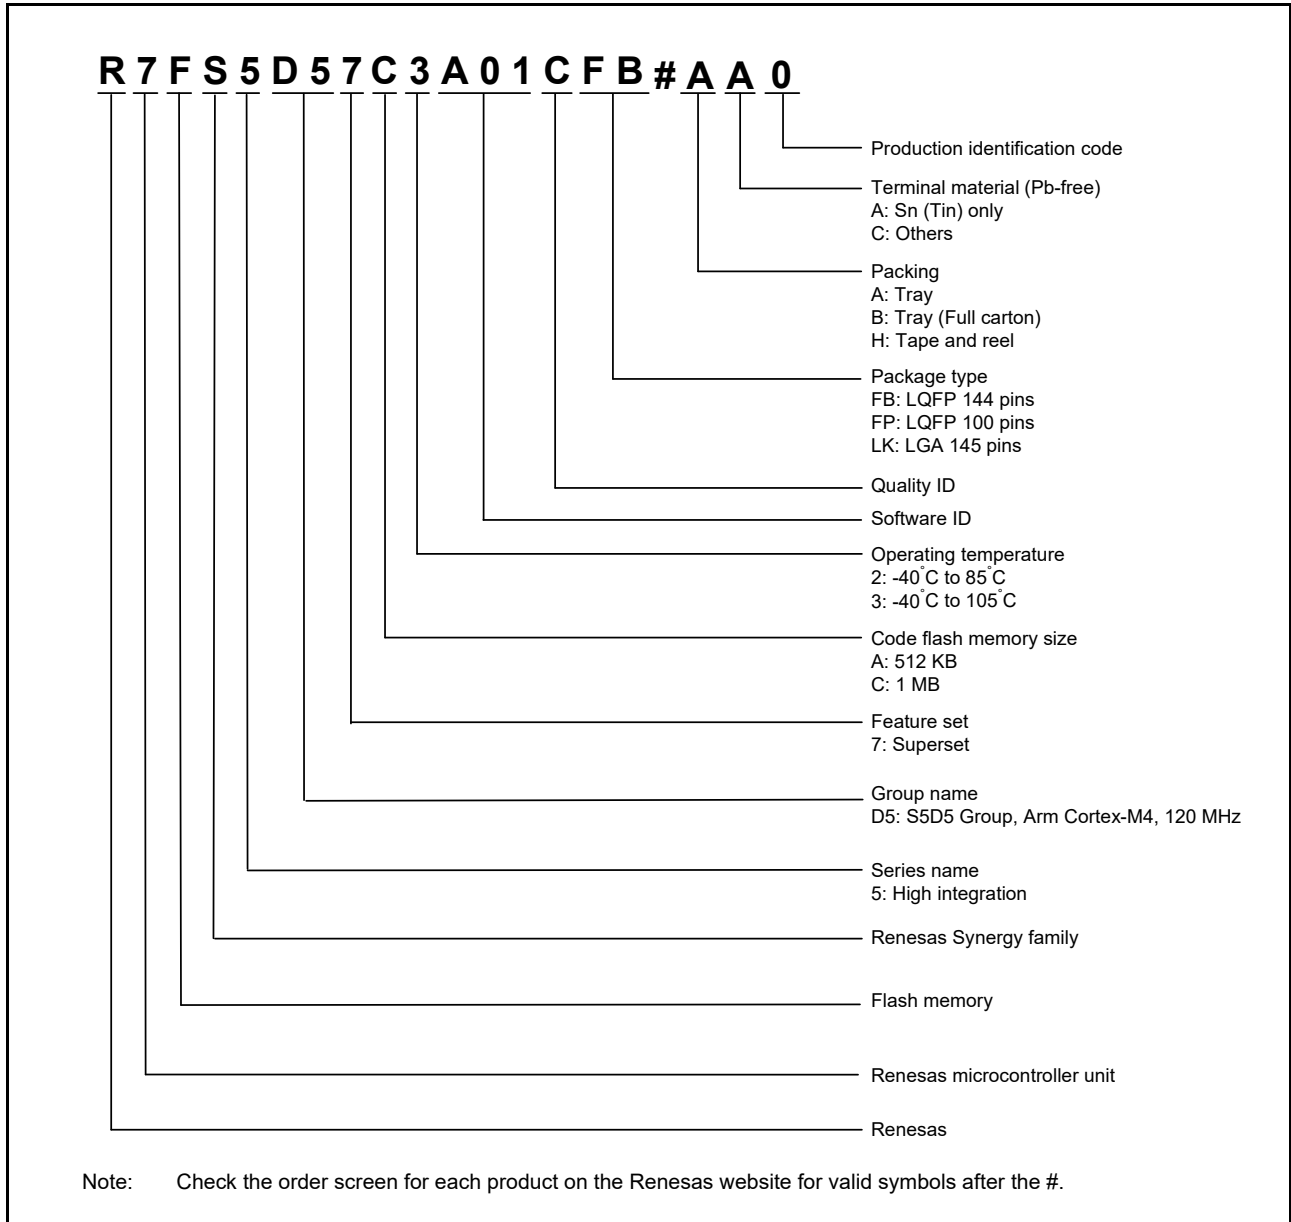 R 7 F S 5 D 5 7 C 3 A 0 1 C F B # A A 0
Production identification code
Terminal material (Pb-free)
A: Sn (Tin) only
C: Others
Packing
A: Tray
B: Tray (Full carton)
H: Tape and reel
Package type
FB: LQFP 144 pins
FP: LQFP 100 pins
LK: LGA 145 pins
Quality ID
Software ID
Operating temperature
2: -40°C to 85°C
3: -40°C to 105°C
Code flash memory size
A: 512 KB
C: 1 MB
Feature set
7: Superset
Group name
D5: S5D5 Group, Arm Cortex-M4, 120 MHz
Series name
5: High integration
Renesas Synergy family
Flash memory
Renesas microcontroller unit
Renesas
Note: Check the order screen for each product on the Renesas website for valid symbols after the #.